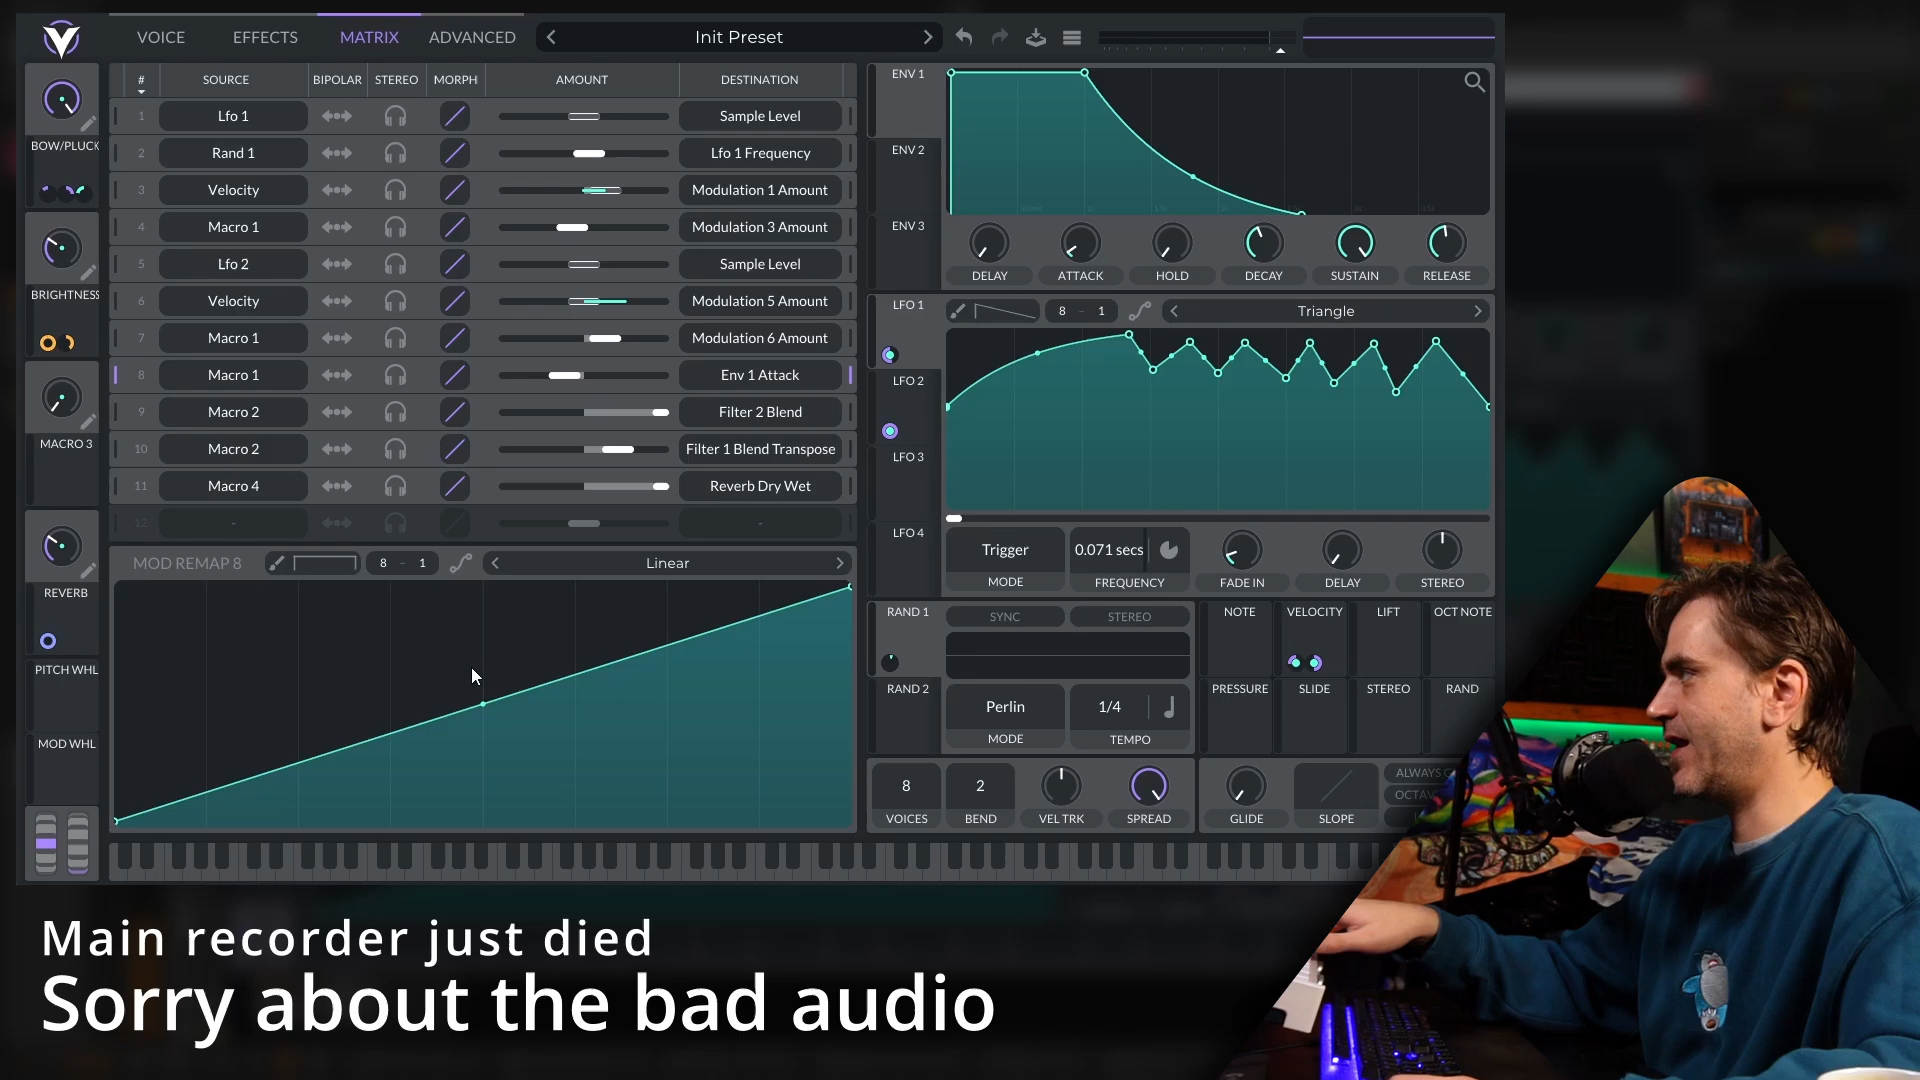 VOICE EFFECTS MATRIX ADVANCED Init Preset
# SOURCE BIPOLAR STEREO MORPH AMOUNT DESTINATION
1 Lfo 1 Sample Level
2 Rand 1 Lfo 1 Frequency
3 Velocity Modulation 1 Amount
4 Macro 1 Modulation 3 Amount
5 Lfo 2 Sample Level
6 Velocity Modulation 5 Amount
7 Macro 1 Modulation 6 Amount
8 Macro 1 Env 1 Attack
9 Macro 2 Filter 2 Blend
10 Macro 2 Filter 1 Blend Transpose
11 Macro 4 Reverb Dry Wet
12 - -
BOW/PLUCK
BRIGHTNESS
MACRO 3
REVERB
PITCH WHL
MOD WHL
MOD REMAP 8 8 - 1 Linear
ENV 1
ENV 2
ENV 3
DELAY ATTACK HOLD DECAY SUSTAIN RELEASE
LFO 1 8 - 1 Triangle
LFO 2
LFO 3
LFO 4
Trigger 0.071 secs
MODE FREQUENCY FADE IN DELAY STEREO
RAND 1 SYNC STEREO
RAND 2 Perlin 1/4
MODE TEMPO
NOTE VELOCITY LIFT OCT NOTE
PRESSURE SLIDE STEREO RAND
8 2
VOICES BEND VEL TRK SPREAD GLIDE SLOPE
ALWAYS
Main recorder just died
Sorry about the bad audio